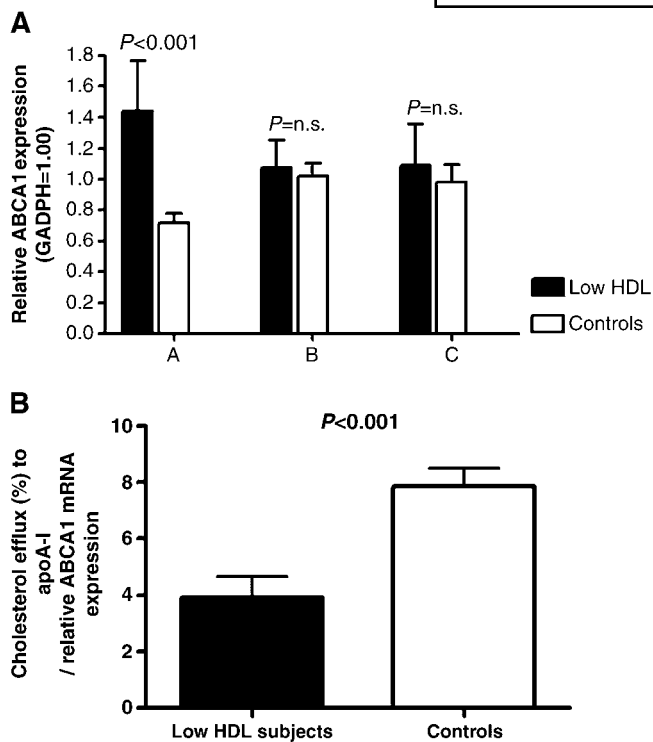 A
P<0.001
1.8
1.6
1.4
1.2
1.0
0.8
0.6
0.4
0.2
0.0
Relative ABCA1 expression
(GADPH=1.00)
P=n.s.
P=n.s.
A
B
C
Low HDL
Controls
B
P<0.001
10
8
6
4
2
0
Cholesterol efflux (%) to
apoA-I
/ relative ABCA1 mRNA
expression
Low HDL subjects
Controls